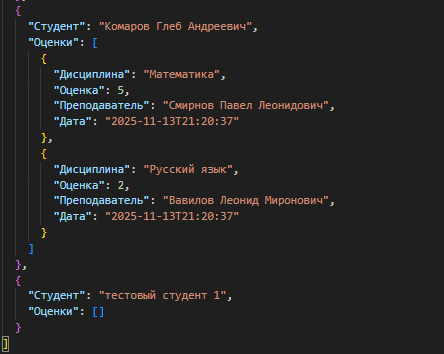 {
"Студент": "Комаров Глеб Андреевич",
"Оценки": [
{
"Дисциплина": "Математика",
"Оценка": 5,
"Преподаватель": "Смирнов Павел Леонидович",
"Дата": "2025-11-13T21:20:37"
},
{
"Дисциплина": "Русский язык",
"Оценка": 2,
"Преподаватель": "Вавилов Леонид Миронович",
"Дата": "2025-11-13T21:20:37"
}
]
},
{
"Студент": "тестовый студент 1",
"Оценки": []
}
]